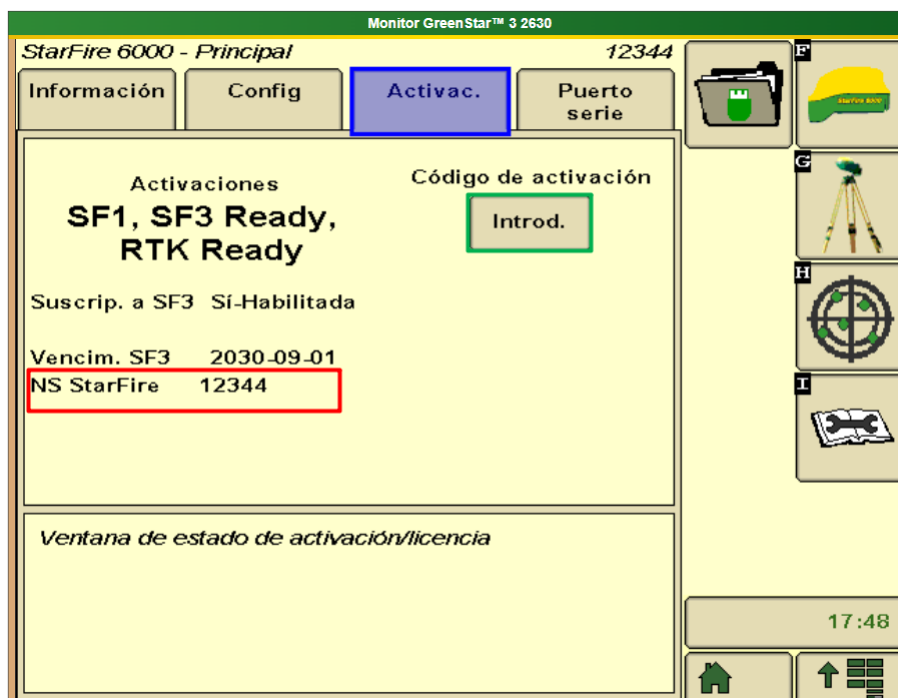 Monitor GreenStar™ 3 2630
StarFire 6000 - Principal 12344
Información
Config
Activac.
Puerto
serie
Activaciones
SF1, SF3 Ready,
RTK Ready
Código de activación
Introd.
Suscrip. a SF3 Sí-Habilitada
Vencim. SF3 2030-09-01
NS StarFire 12344
Ventana de estado de activación/licencia
F
StarFire 6000
G
H
I
17:48